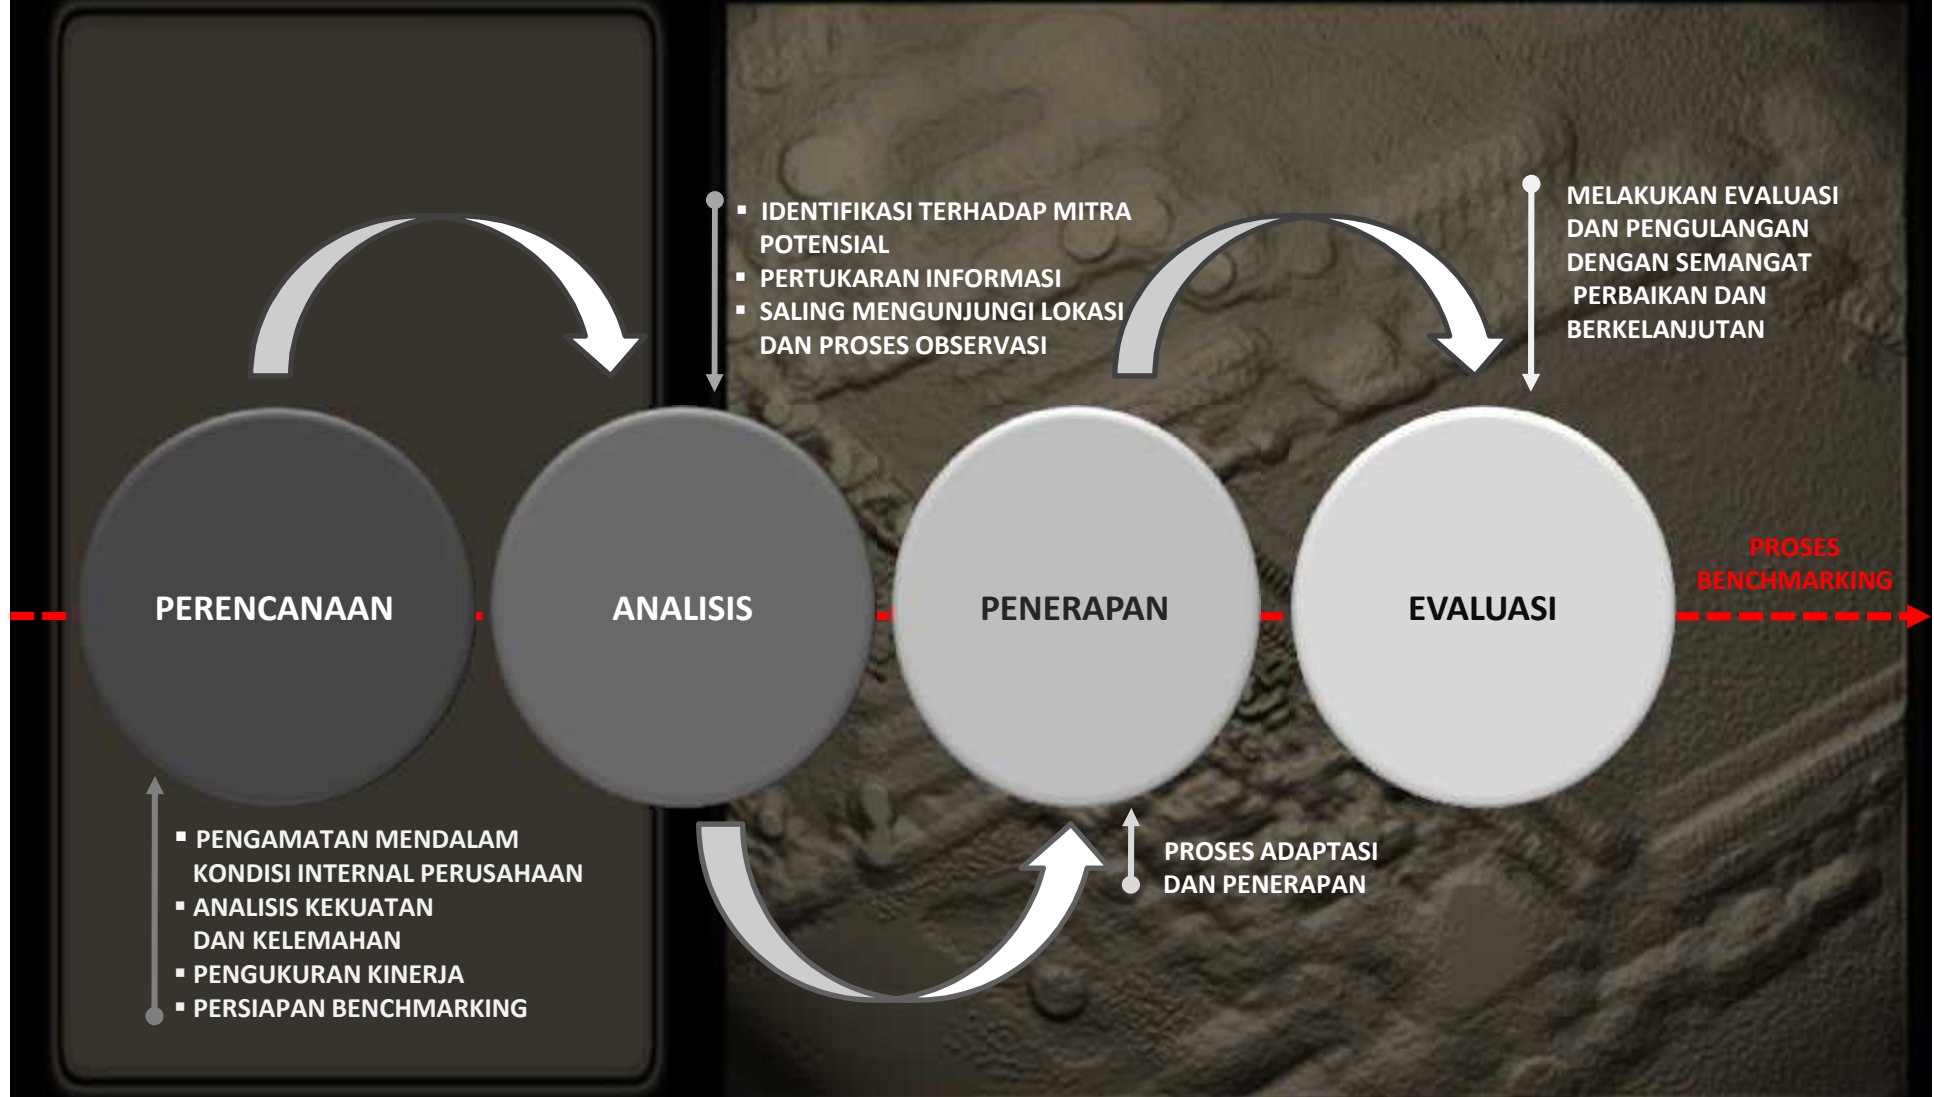 ▪ IDENTIFIKASI TERHADAP MITRA
POTENSIAL
▪ PERTUKARAN INFORMASI
▪ SALING MENGUNJUNGI LOKASI
DAN PROSES OBSERVASI
MELAKUKAN EVALUASI
DAN PENGULANGAN
DENGAN SEMANGAT
PERBAIKAN DAN
BERKELANJUTAN
PERENCANAAN
ANALISIS
PENERAPAN
EVALUASI
PROSES
BENCHMARKING
▪ PENGAMATAN MENDALAM
KONDISI INTERNAL PERUSAHAAN
▪ ANALISIS KEKUATAN
DAN KELEMAHAN
▪ PENGUKURAN KINERJA
▪ PERSIAPAN BENCHMARKING
PROSES ADAPTASI
DAN PENERAPAN